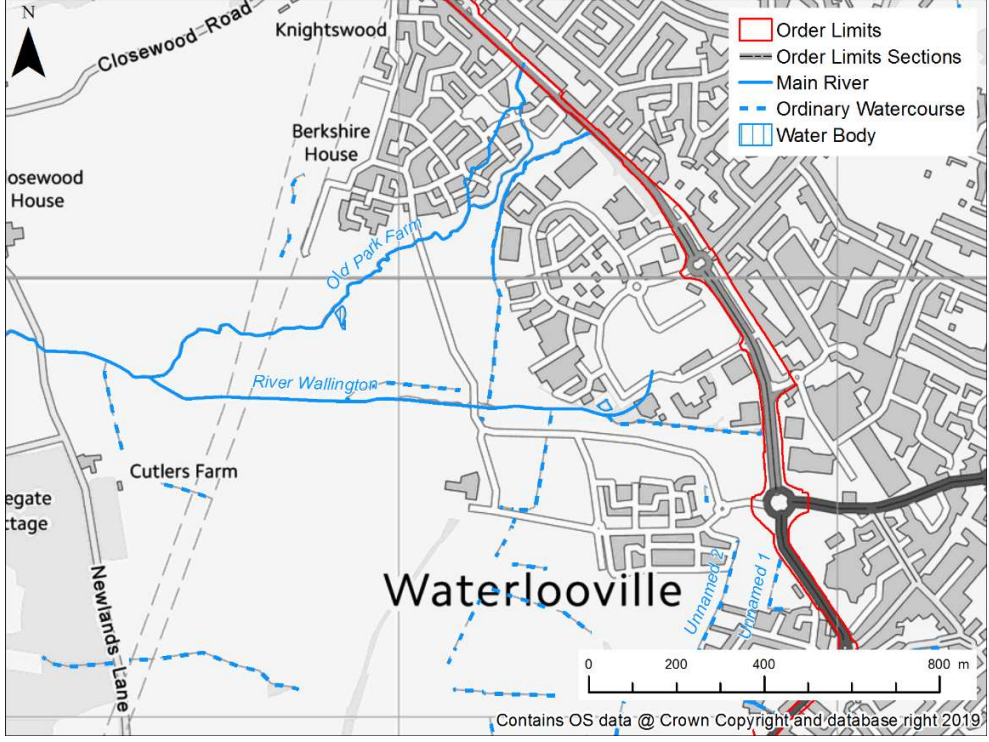 N
Closewood Road
Knightswood
Order Limits
Order Limits Sections
Main River
Ordinary Watercourse
Water Body
Berkshire
House
osewood
House
Old Park Farm
River Wallington
Cutlers Farm
egate
ttage
Newlands Lane
Waterlooville
Unnamed 2
Unnamed 1
0 200 400 800 m
Contains OS data @ Crown Copyright and database right 2019